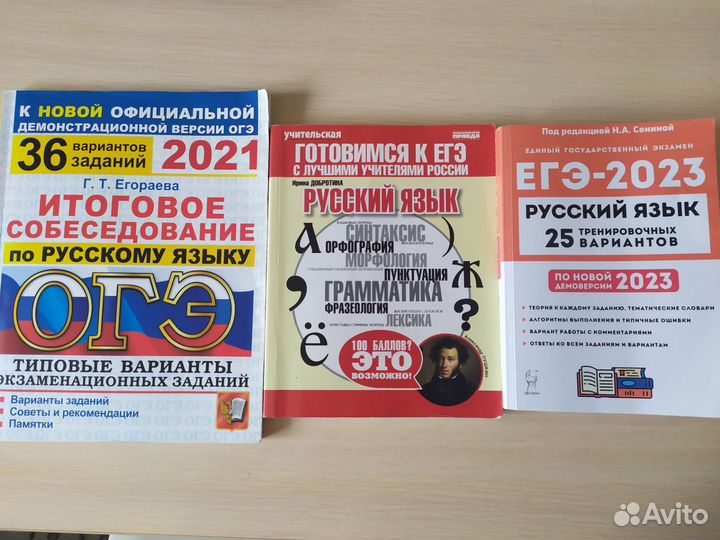 К НОВОЙ ОФИЦИАЛЬНОЙ
ДЕМОНСТРАЦИОННОЙ ВЕРСИИ ОГЭ
36 вариантов заданий 2021
Г. Т. Егораева
ИТОГОВОЕ
СОБЕСЕДОВАНИЕ
по РУССКОМУ ЯЗЫКУ
ОГЭ
ТИПОВЫЕ ВАРИАНТЫ
ЭКЗАМЕНАЦИОННЫХ ЗАДАНИЙ
Варианты заданий
Советы и рекомендации
Памятки
учительская
ПРАВДА
ГОТОВИМСЯ К ЕГЭ
С ЛУЧШИМИ УЧИТЕЛЯМИ РОССИИ
Ирина ДОБРОТИНА
РУССКИЙ ЯЗЫК
СИНТАКСИС
ОРФОГРАФИЯ
МОРФОЛОГИЯ
ПУНКТУАЦИЯ
ГРАММАТИКА
ФРАЗЕОЛОГИЯ
ЛЕКСИКА
А
Ж
,
?
ё
100 БАЛЛОВ?
ЭТО
ВОЗМОЖНО!
Под редакцией Н.А. Сениной
ЕДИНЫЙ ГОСУДАРСТВЕННЫЙ ЭКЗАМЕН
ЕГЭ-2023
РУССКИЙ ЯЗЫК
25 ТРЕНИРОВОЧНЫХ ВАРИАНТОВ
ПО НОВОЙ ДЕМОВЕРСИИ 2023
ТЕОРИЯ К КАЖДОМУ ЗАДАНИЮ, ТЕМАТИЧЕСКИЕ СЛОВАРИ
АЛГОРИТМЫ ВЫПОЛНЕНИЯ И ТИПИЧНЫЕ ОШИБКИ
ВАРИАНТ РАБОТЫ С КОММЕНТАРИЯМИ
ОТВЕТЫ КО ВСЕМ ЗАДАНИЯМ И ВАРИАНТАМ
ЛЕГИОН
Avito